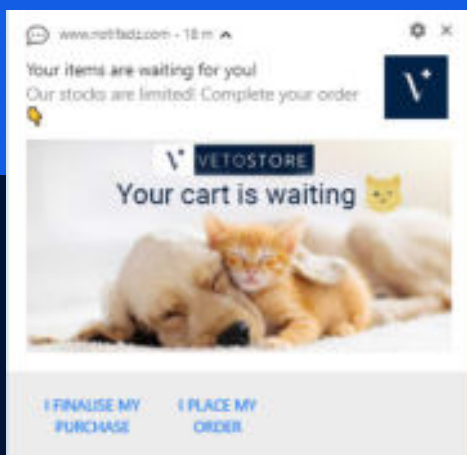 www.notifadz.com - 18 m
Your items are waiting for you!
Our stocks are limited! Complete your order
V
V VETOSTORE
Your cart is waiting
I FINALISE MY
PURCHASE
I PLACE MY
ORDER